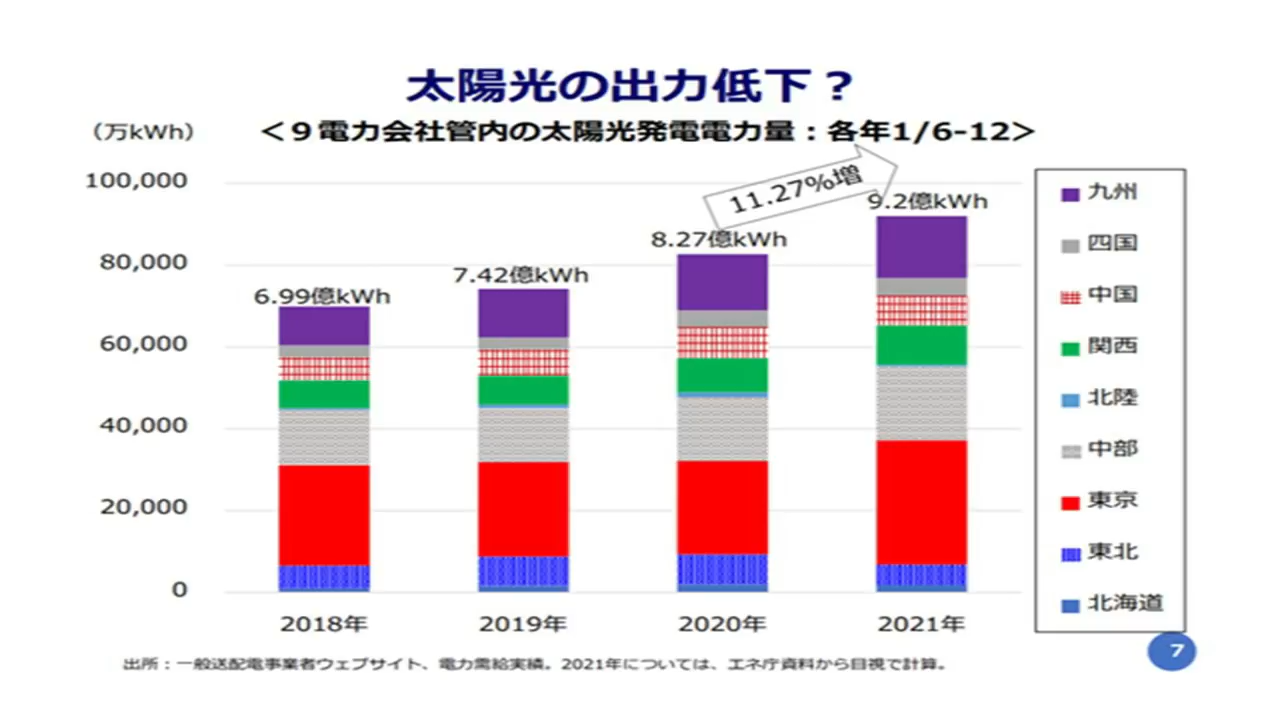 太陽光の出力低下？
（万kWh）
＜９電力会社管内の太陽光発電電力量：各年1/6-12＞
11.27%増
100,000
80,000
60,000
40,000
20,000
0
6.99億kWh
7.42億kWh
8.27億kWh
9.2億kWh
2018年
2019年
2020年
2021年
九州
四国
中国
関西
北陸
中部
東京
東北
北海道
出所：一般送配電事業者ウェブサイト、電力需給実績。2021年については、エネ庁資料から目視で計算。
7